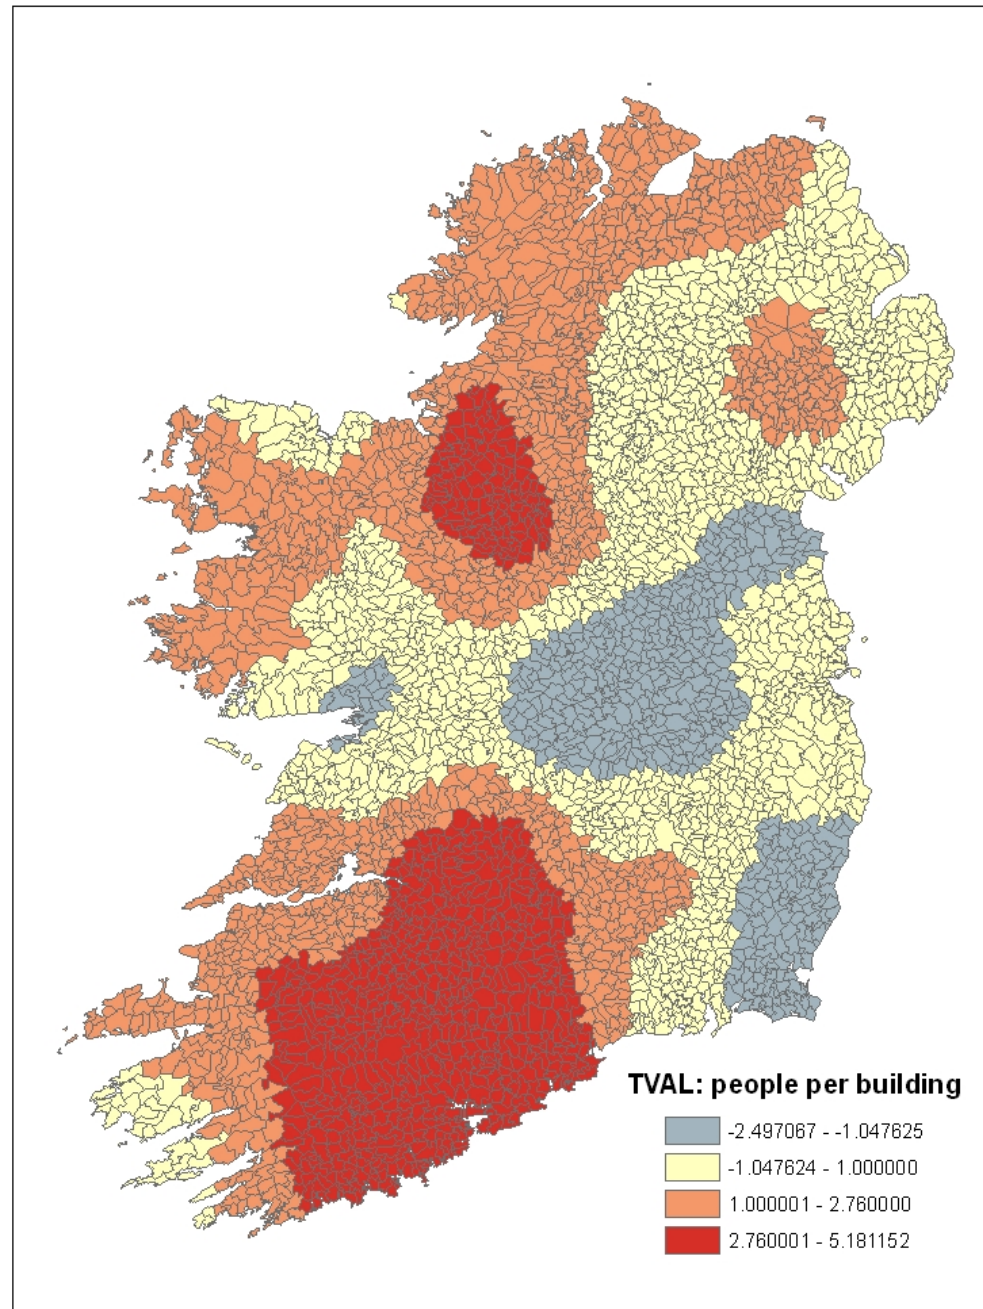 TVAL: people per building
-2.497067 - -1.047625
-1.047624 - 1.000000
1.000001 - 2.760000
2.760001 - 5.181152